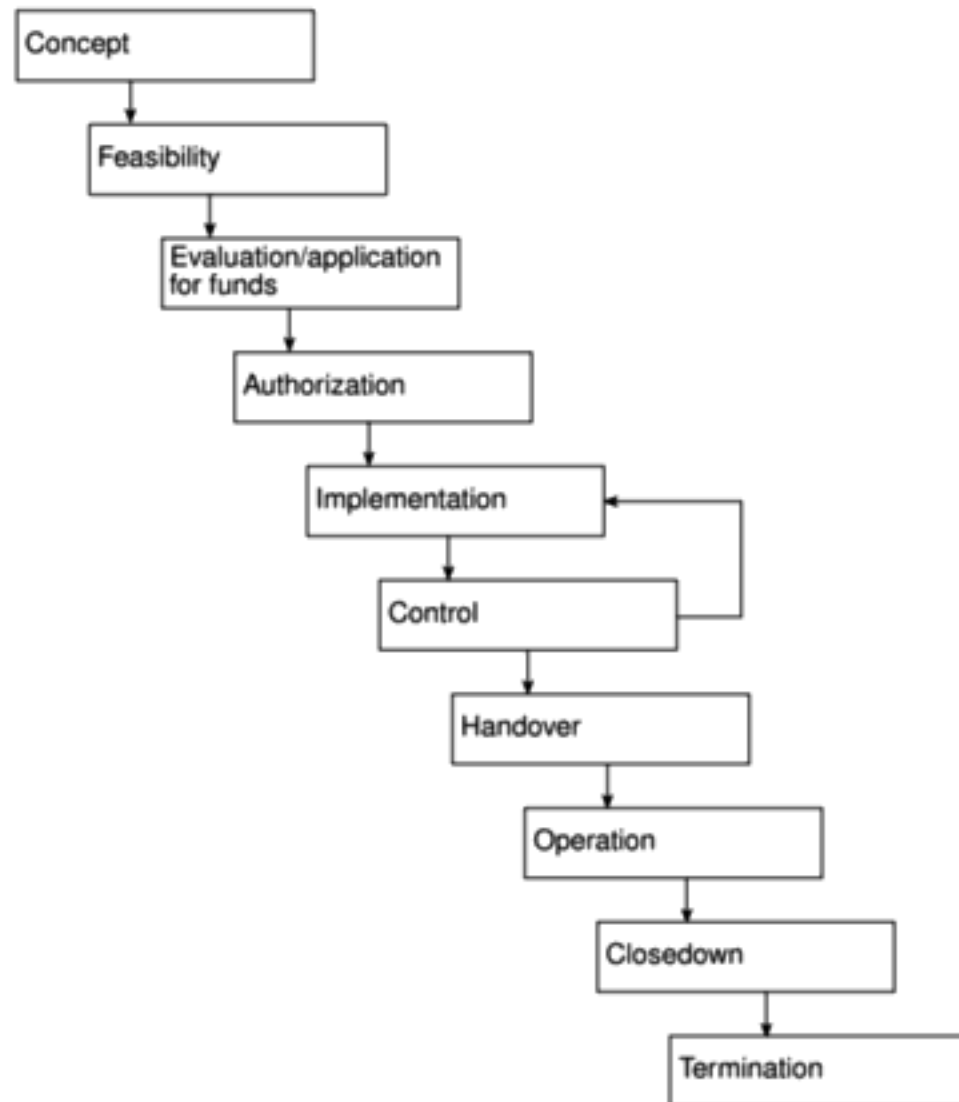 Concept
Feasibility
Evaluation/application
for funds
Authorization
Implementation
Control
Handover
Operation
Closedown
Termination